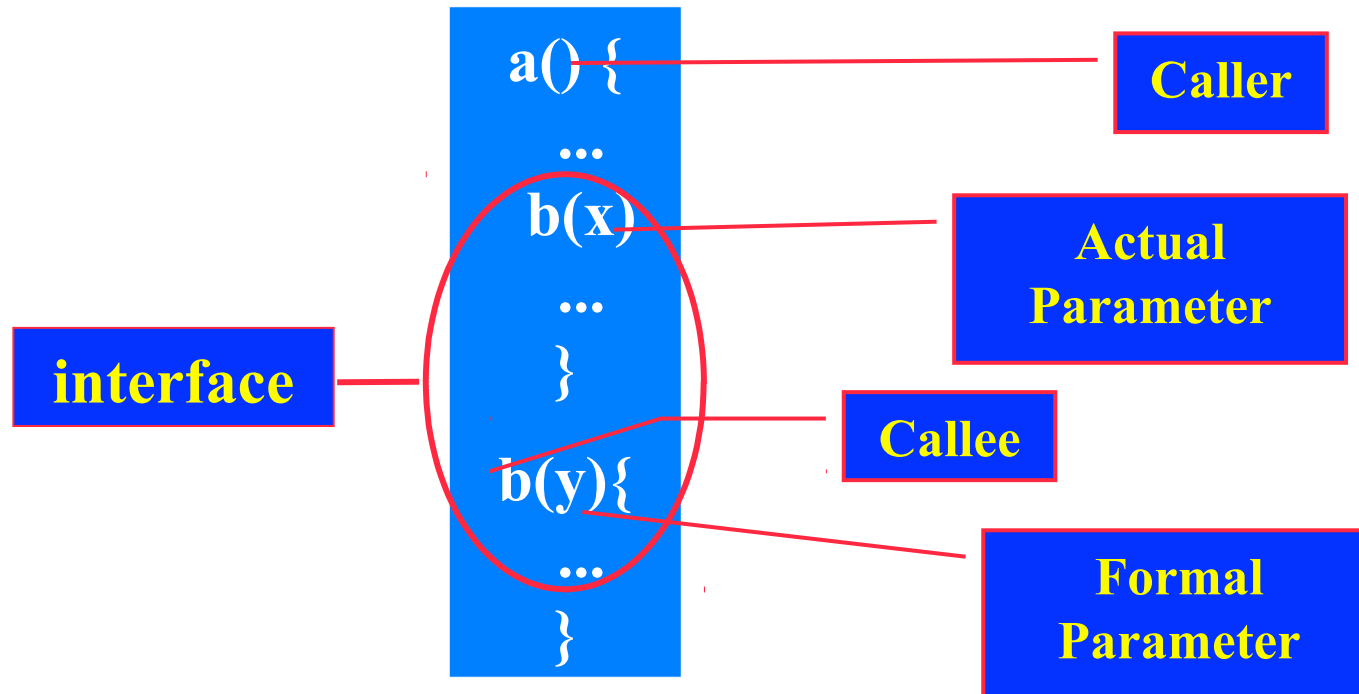 a() {
Caller
...
b(x)
Actual
Parameter
...
interface
}
Callee
b(y){
Formal
Parameter
...
}